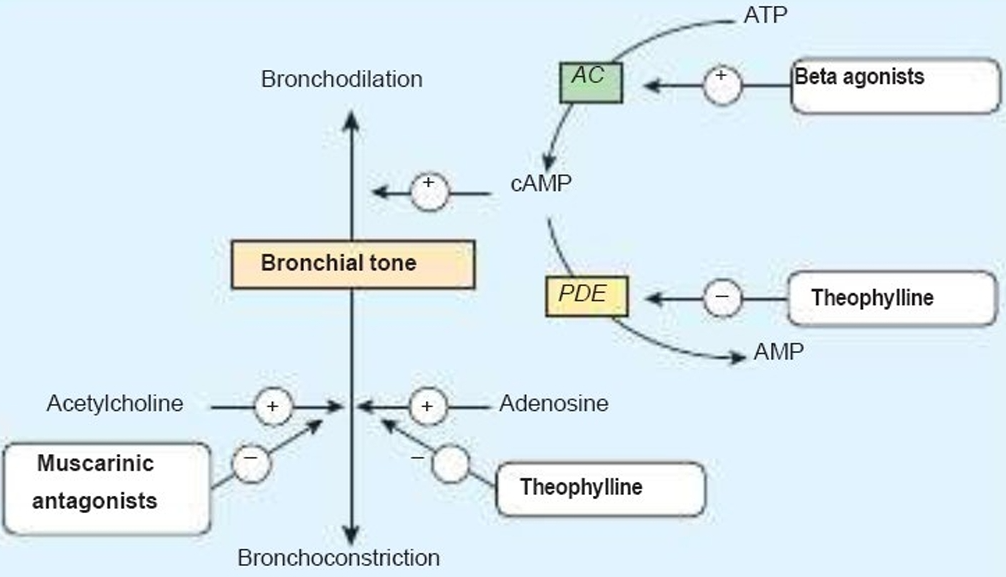 ATP
AC
+
Beta agonists
Bronchodilation
+
cAMP
Bronchial tone
PDE
–
Theophylline
AMP
Acetylcholine
+
+
Adenosine
Muscarinic
antagonists
–
–
Theophylline
Bronchoconstriction